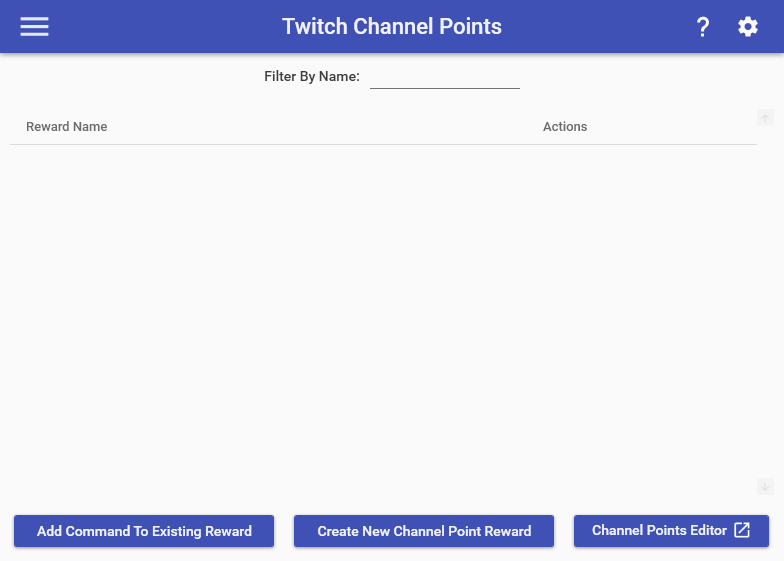 Twitch Channel Points
?
Filter By Name:
Reward Name Actions
Add Command To Existing Reward Create New Channel Point Reward Channel Points Editor